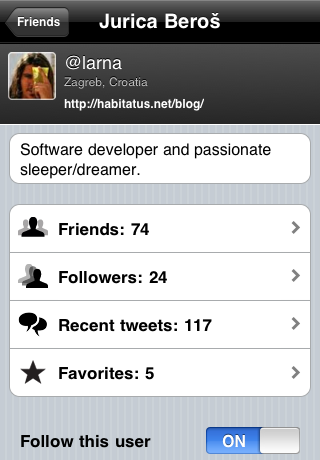 Friends
Jurica Beroš
@larna
Zagreb, Croatia
http://habitatus.net/blog/
Software developer and passionate
sleeper/dreamer.
Friends: 74
Followers: 24
Recent tweets: 117
Favorites: 5
Follow this user
ON